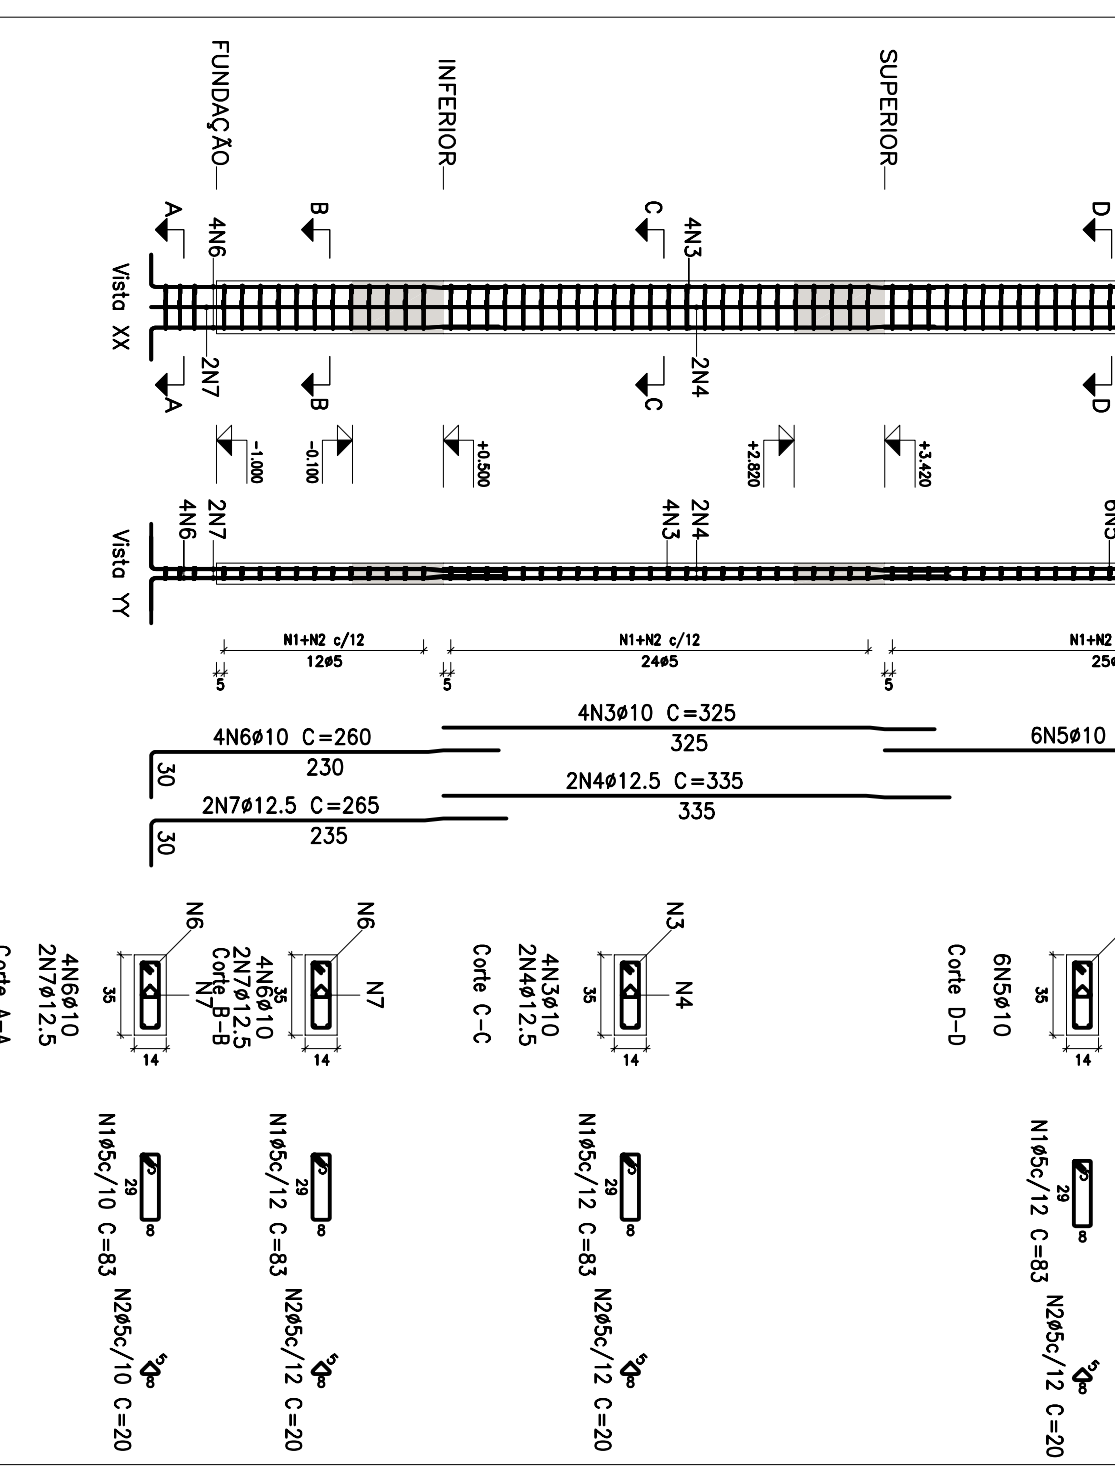 FUNDAÇÃO
INFERIOR
SUPERIOR
A
B
C
D
4N6
4N3
Vista XX
2N7
2N4
A
B
C
D
-1.000
-0.100
+0.500
+2.820
+3.420
4N6
2N7
4N3
2N4
6N5
Vista YY
N1+N2 c/12
12ø5
N1+N2 c/12
24ø5
N1+N2
25ø
5
5
5
4N3ø10 C=325
325
4N6ø10 C=260
230
30
6N5ø10
2N4ø12.5 C=335
335
2N7ø12.5 C=265
235
30
N6
N7
35
14
4N6ø10
2N7ø12.5
Corte A-A
N6
N7
35
14
4N6ø10
2N7ø12.5
Corte B-B
N3
N4
35
14
4N3ø10
2N4ø12.5
Corte C-C
35
14
6N5ø10
Corte D-D
29
8
N1ø5c/10 C=83
29
8
N1ø5c/12 C=83
29
8
N1ø5c/12 C=83
29
8
N1ø5c/12 C=83
5
8
N2ø5c/10 C=20
5
8
N2ø5c/12 C=20
5
8
N2ø5c/12 C=20
5
8
N2ø5c/12 C=20